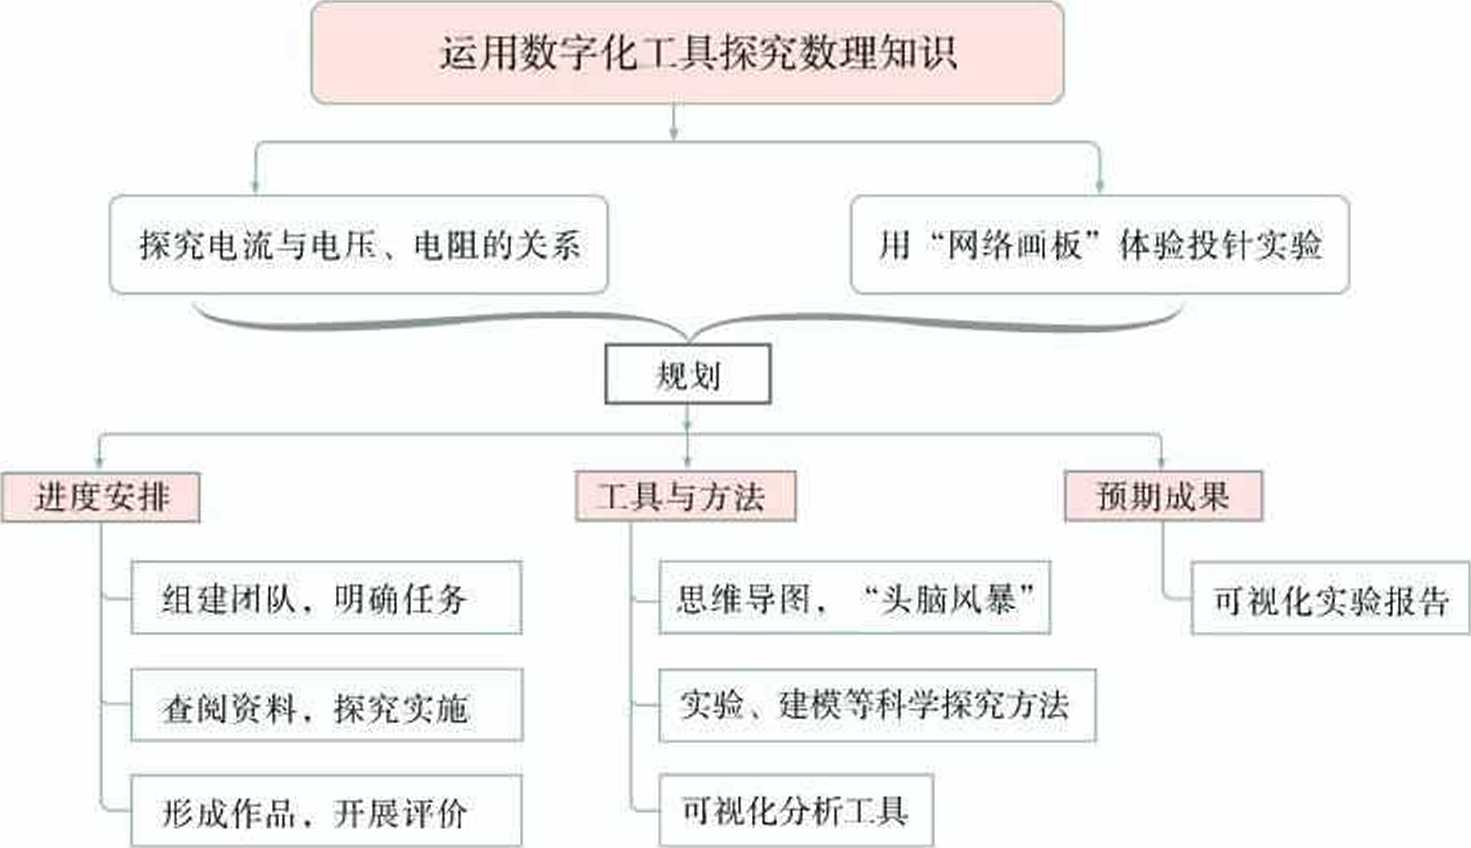 运用数字化工具探究数理知识
探究电流与电压、电阻的关系
用“网络画板”体验投针实验
规划
进度安排
组建团队，明确任务
查阅资料，探究实施
形成作品，开展评价
工具与方法
思维导图，“头脑风暴”
实验、建模等科学探究方法
可视化分析工具
预期成果
可视化实验报告